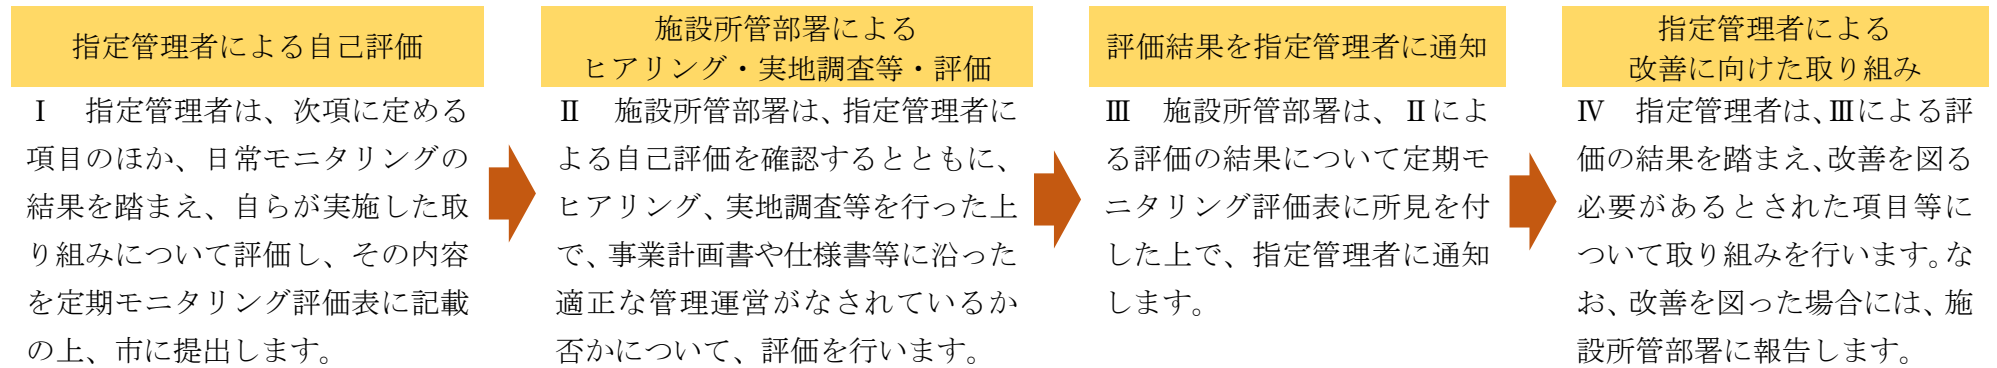 指定管理者による自己評価
Ⅰ　指定管理者は、次項に定める
項目のほか、日常モニタリングの
結果を踏まえ、自らが実施した取
り組みについて評価し、その内容
を定期モニタリング評価表に記載
の上、市に提出します。
施設所管部署による
ヒアリング・実地調査等・評価
Ⅱ　施設所管部署は、指定管理者に
よる自己評価を確認するとともに、
ヒアリング、実地調査等を行った上
で、事業計画書や仕様書等に沿った
適正な管理運営がなされているか
否かについて、評価を行います。
評価結果を指定管理者に通知
Ⅲ　施設所管部署は、Ⅱによ
る評価の結果について定期モ
ニタリング評価表に所見を付
した上で、指定管理者に通知
します。
指定管理者による
改善に向けた取り組み
Ⅳ　指定管理者は、Ⅲによる評
価の結果を踏まえ、改善を図る
必要があるとされた項目等に
ついて取り組みを行います。な
お、改善を図った場合には、施
設所管部署に報告します。